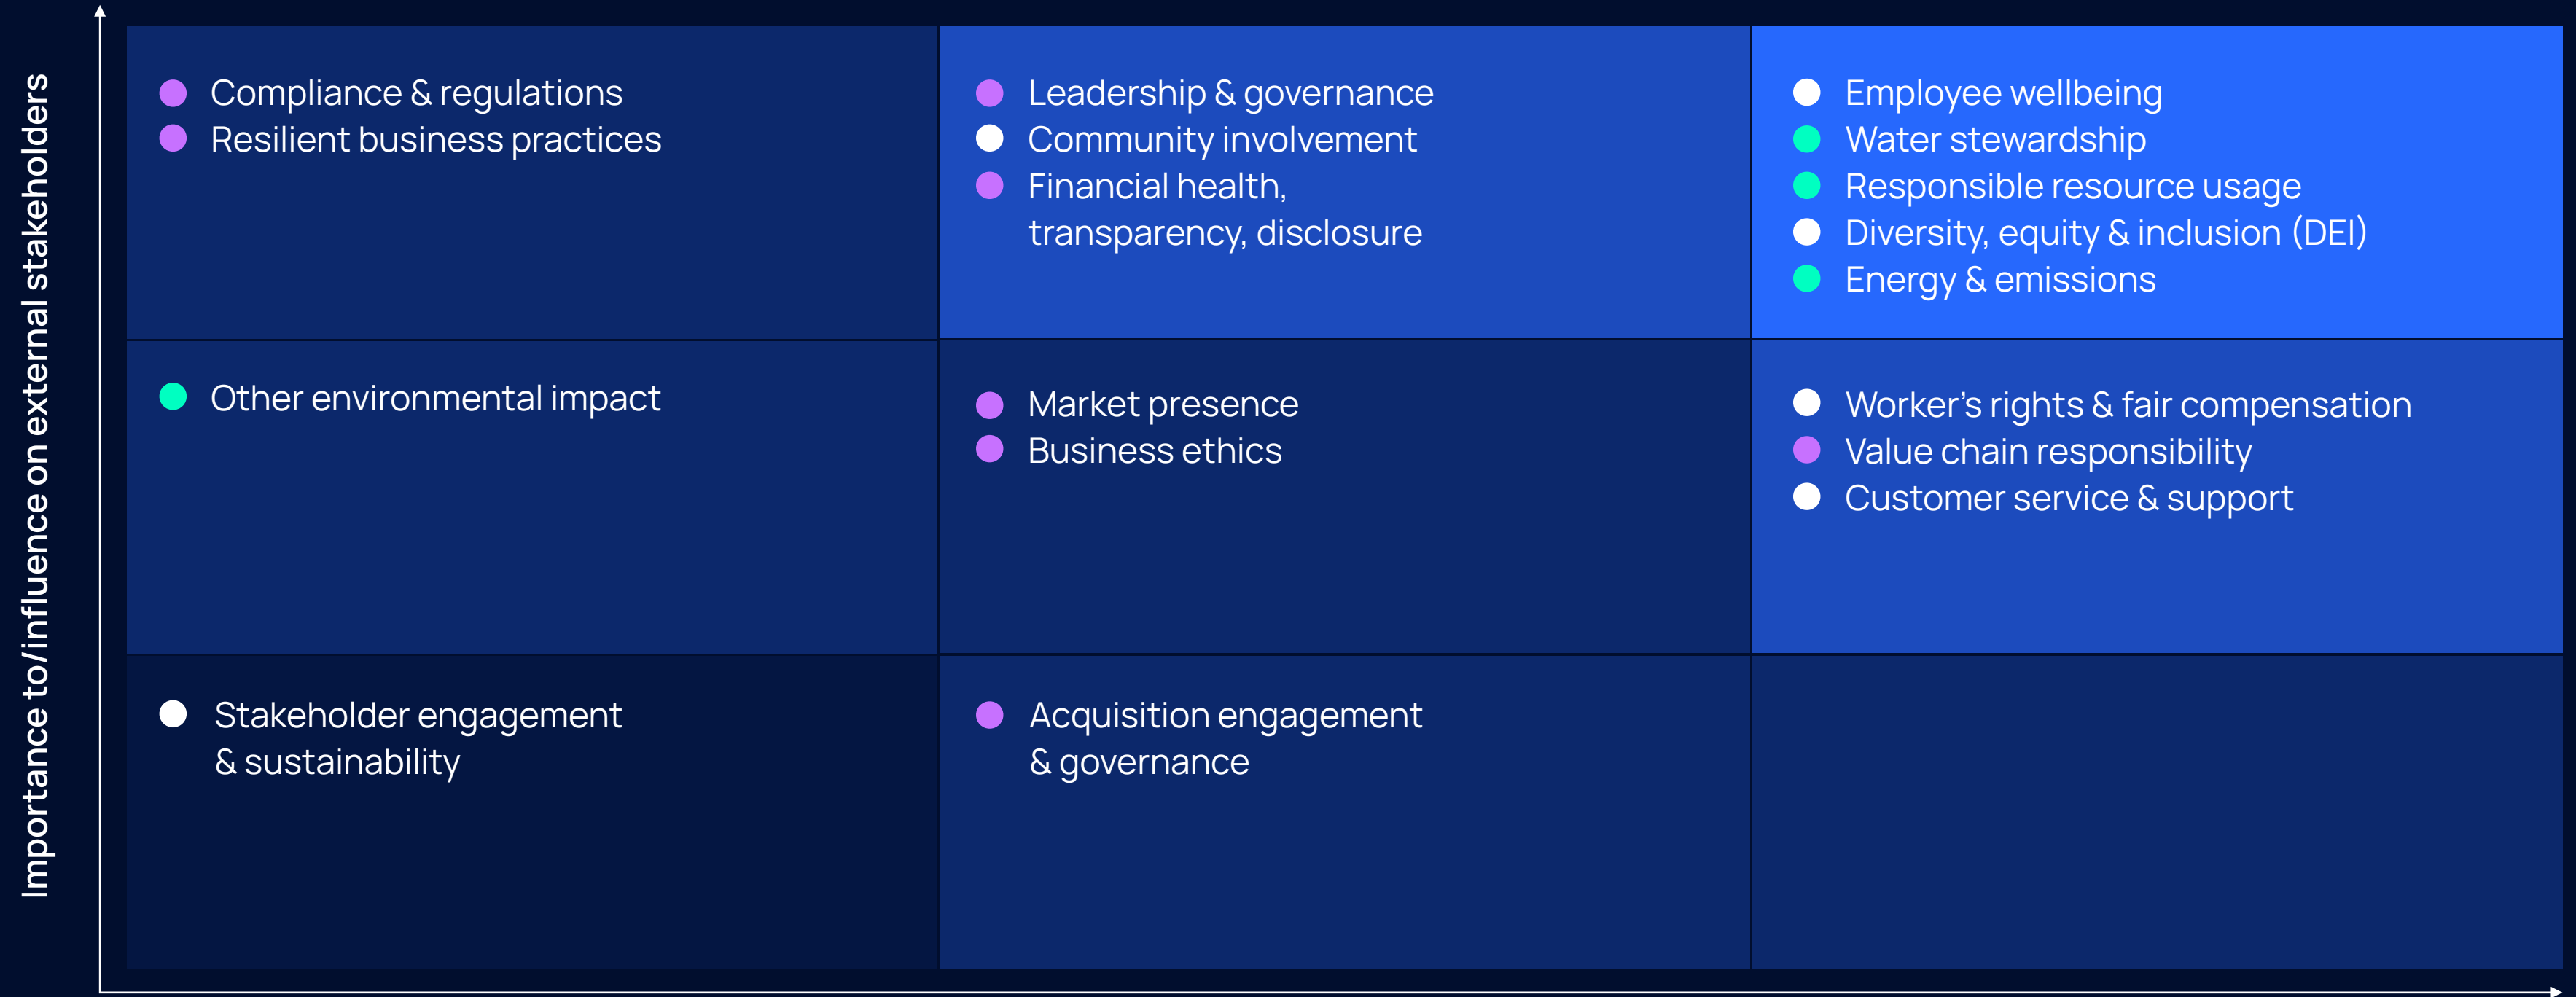 Importance to/influence on external stakeholders
Compliance & regulations
Resilient business practices
Leadership & governance
Community involvement
Financial health,
transparency, disclosure
Employee wellbeing
Water stewardship
Responsible resource usage
Diversity, equity & inclusion (DEI)
Energy & emissions
Other environmental impact
Market presence
Business ethics
Worker’s rights & fair compensation
Value chain responsibility
Customer service & support
Stakeholder engagement
& sustainability
Acquisition engagement
& governance